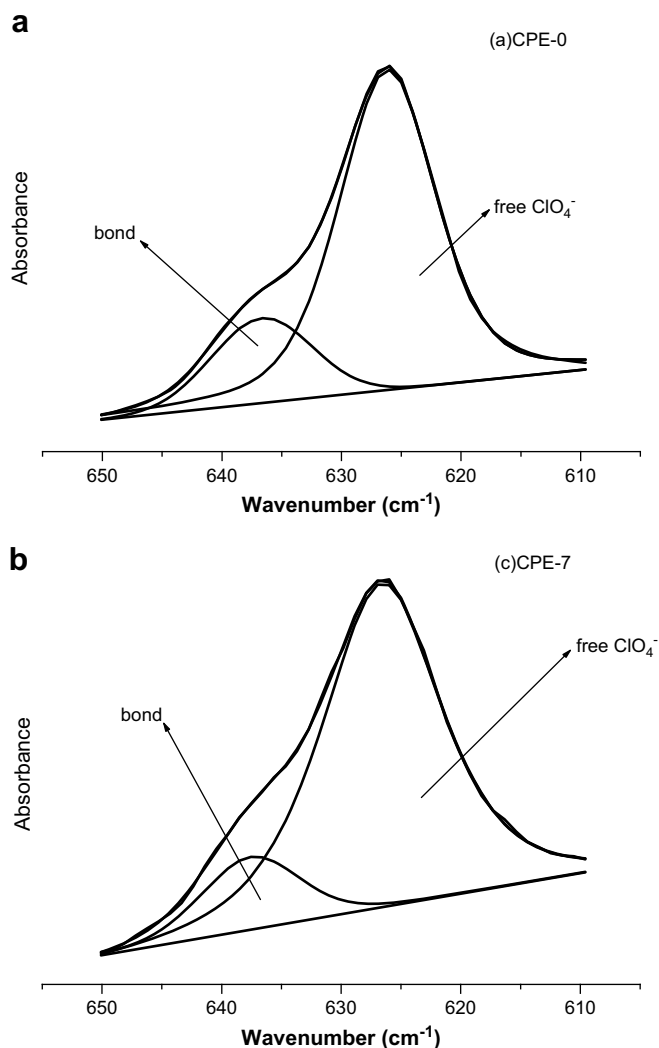 a
(a)CPE-0
free ClO₄⁻
bond
Absorbance
650 640 630 620 610
Wavenumber (cm⁻¹)
b
(c)CPE-7
free ClO₄⁻
bond
Absorbance
650 640 630 620 610
Wavenumber (cm⁻¹)